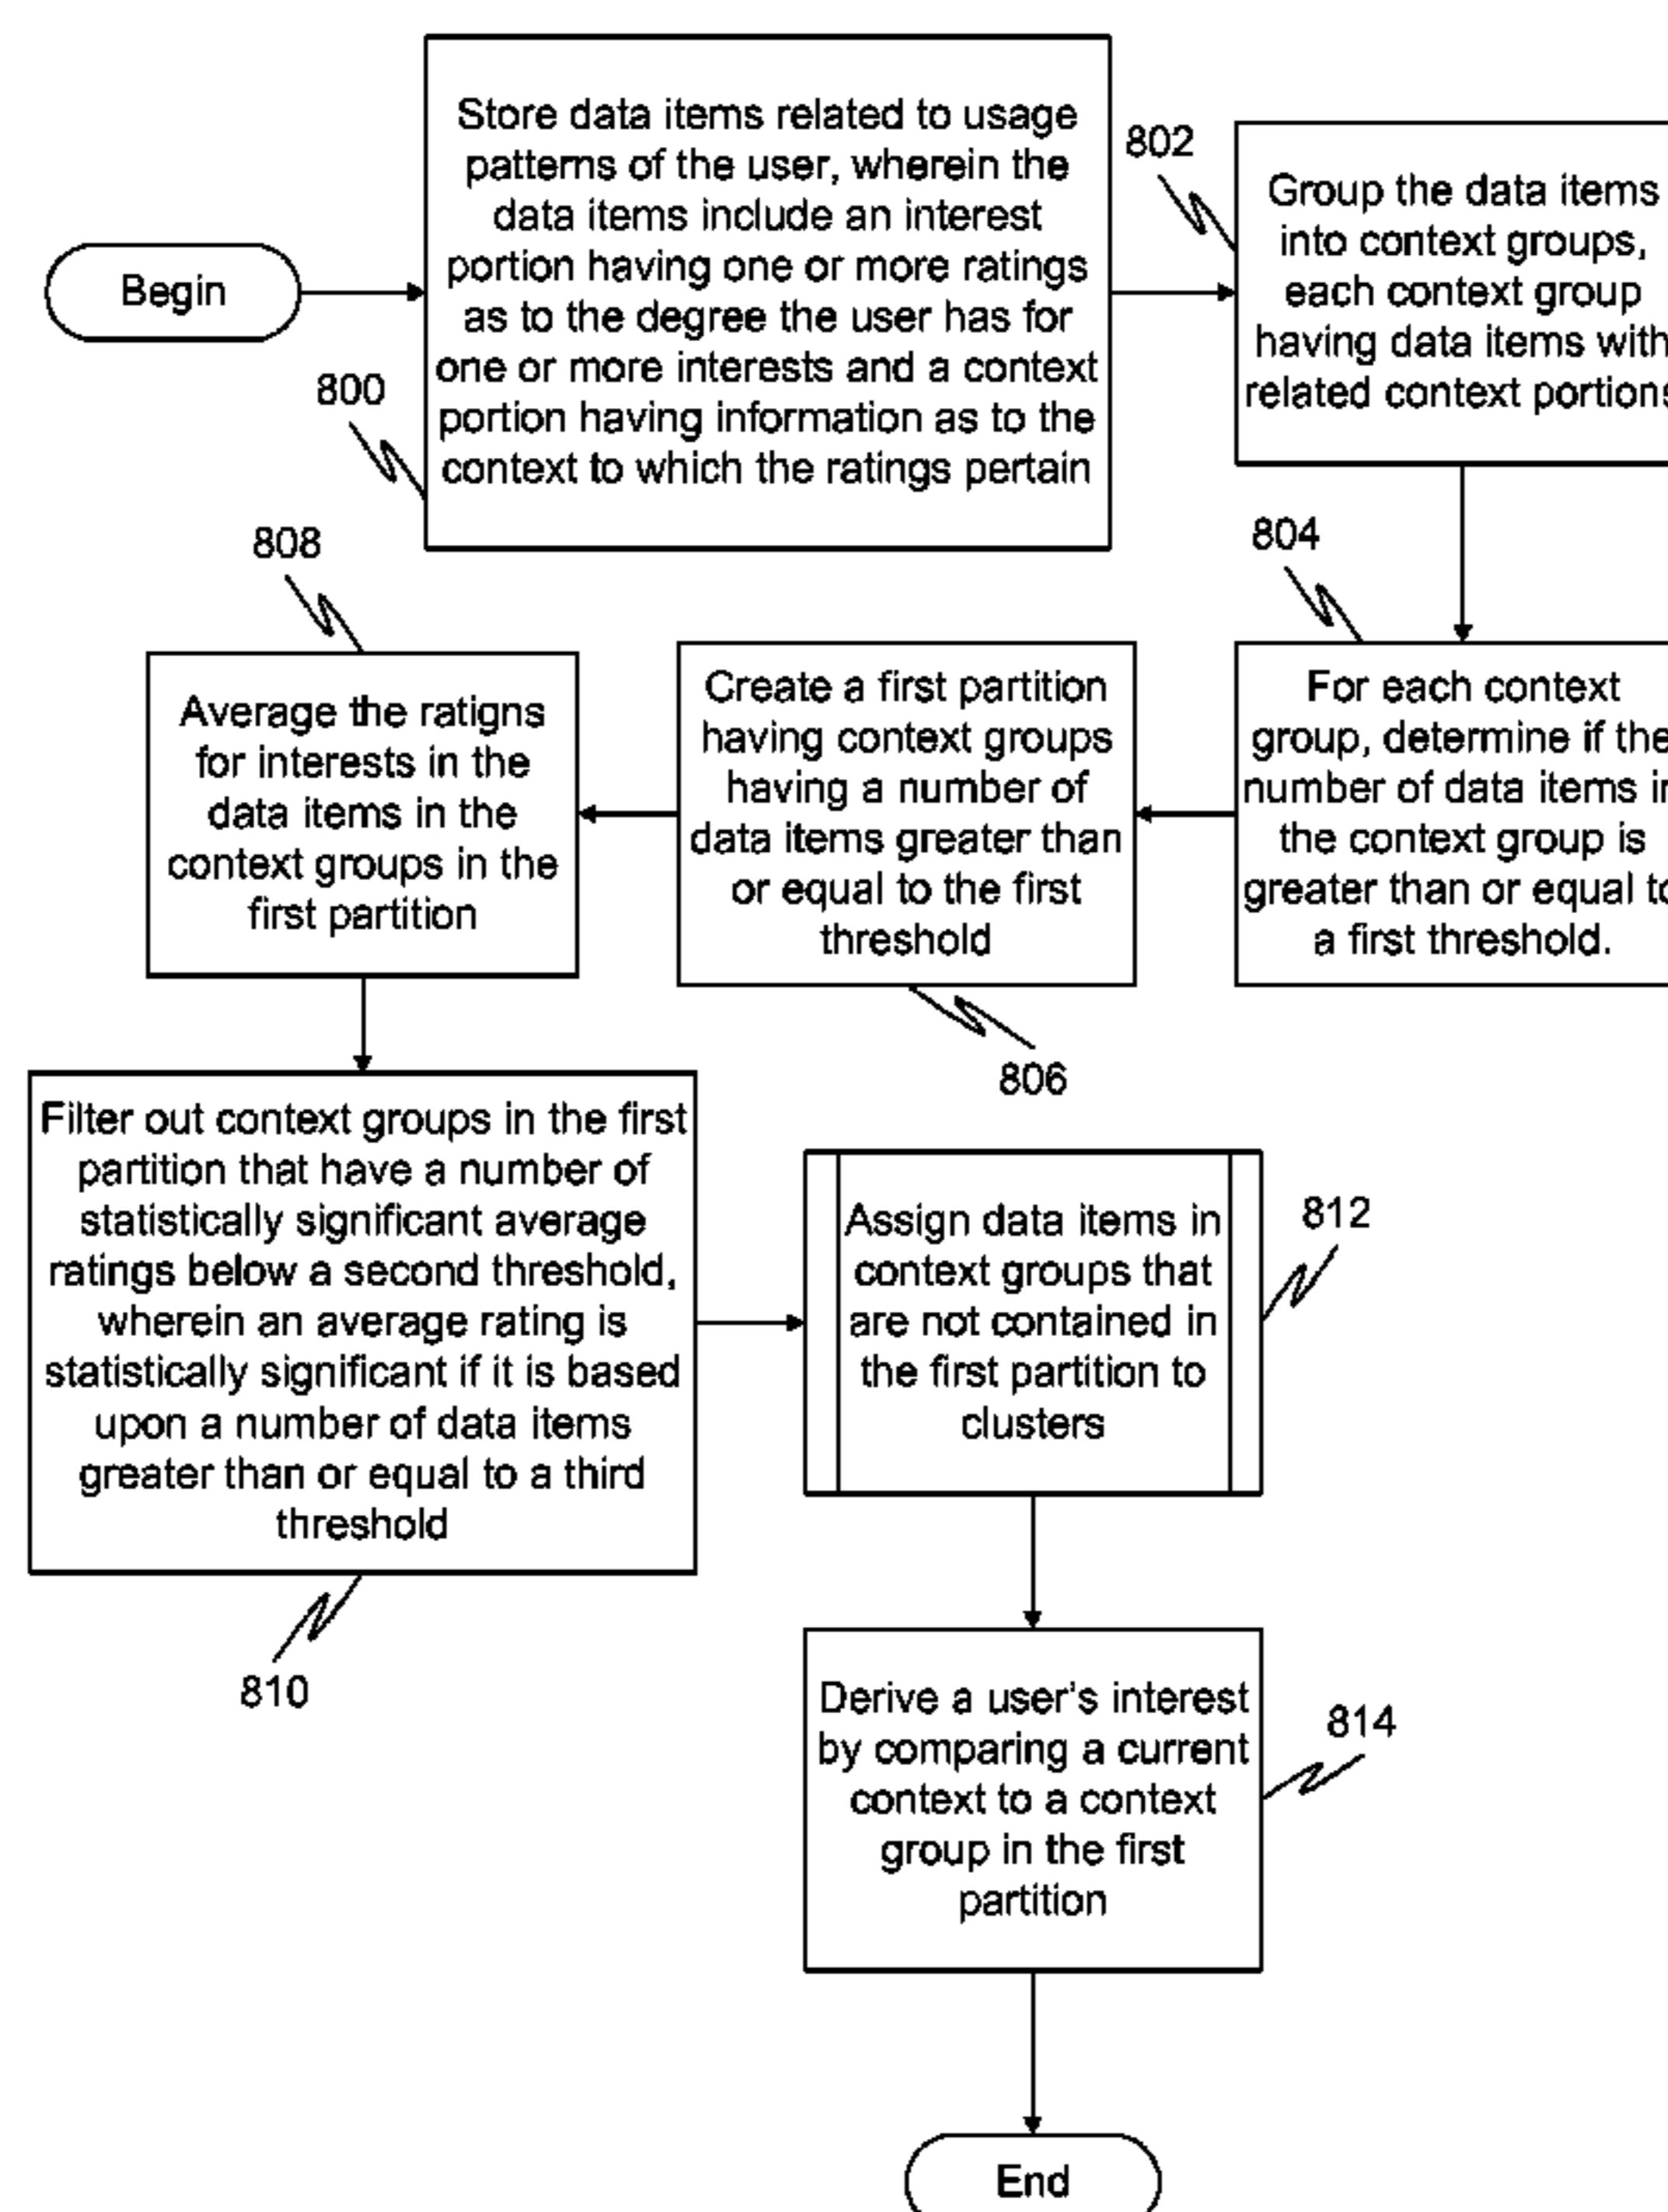 Begin
800
Store data items related to usage
patterns of the user, wherein the
data items include an interest
portion having one or more ratings
as to the degree the user has for
one or more interests and a context
portion having information as to the
context to which the ratings pertain
802
Group the data items
into context groups,
each context group
having data items with
related context portions
804
For each context
group, determine if the
number of data items in
the context group is
greater than or equal to
a first threshold.
Create a first partition
having context groups
having a number of
data items greater than
or equal to the first
threshold
806
808
Average the ratigns
for interests in the
data items in the
context groups in the
first partition
Filter out context groups in the first
partition that have a number of
statistically significant average
ratings below a second threshold,
wherein an average rating is
statistically significant if it is based
upon a number of data items
greater than or equal to a third
threshold
810
Assign data items in
context groups that
are not contained in
the first partition to
clusters
812
Derive a user's interest
by comparing a current
context to a context
group in the first
partition
814
End